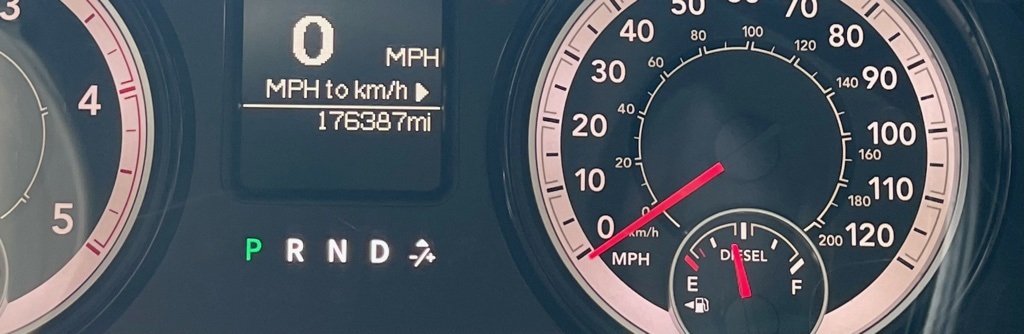 3
4
5
0 MPH
MPH to km/h
176387mi
P R N D
0 10 20 30 40 50 70 80 90 100 110 120
0 20 40 60 80 100 120 140 160 180 200
km/h
MPH
DIESEL
E F